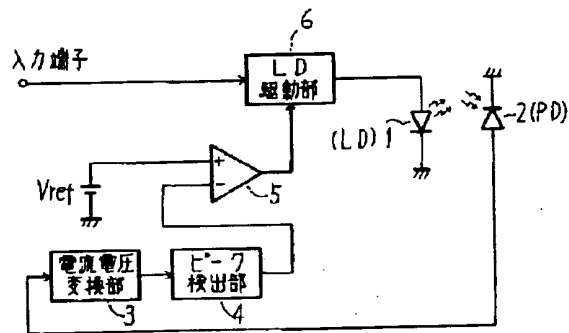 6
入力端子
LD
駆動部
(LD)1
2(PD)
Vref
+
-
5
電流電圧
変換部
3
ピーク
検出部
4